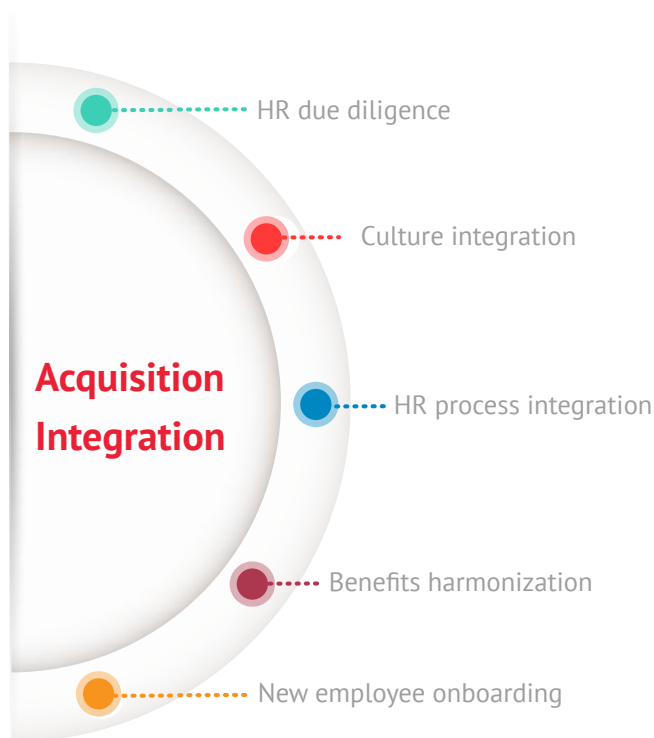 HR due diligence
Culture integration
Acquisition
Integration
HR process integration
Benefits harmonization
New employee onboarding